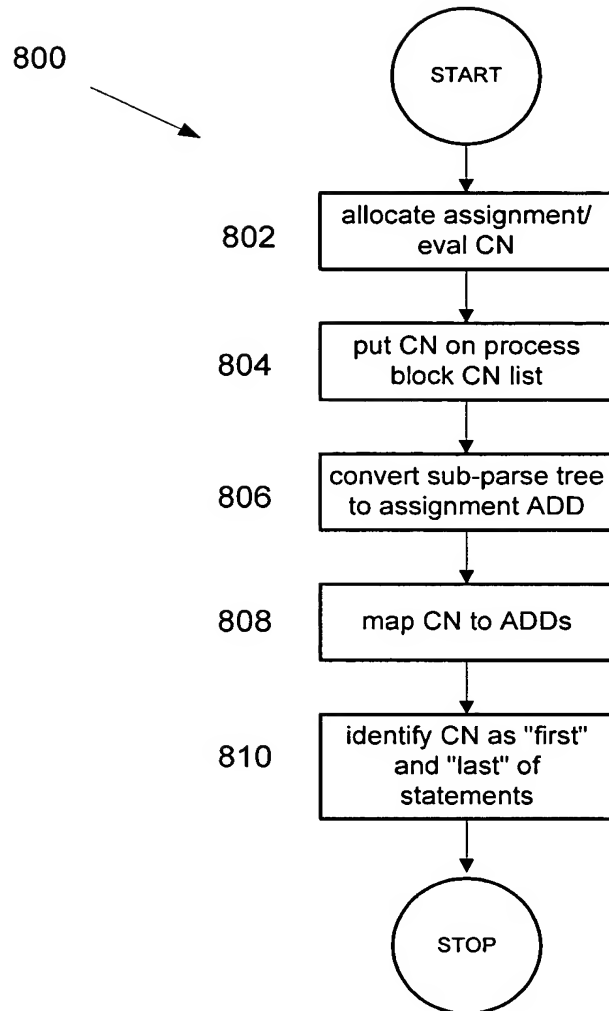 800
START
802
allocate assignment/
eval CN
804
put CN on process
block CN list
806
convert sub-parse tree
to assignment ADD
808
map CN to ADDs
810
identify CN as "first"
and "last" of
statements
STOP